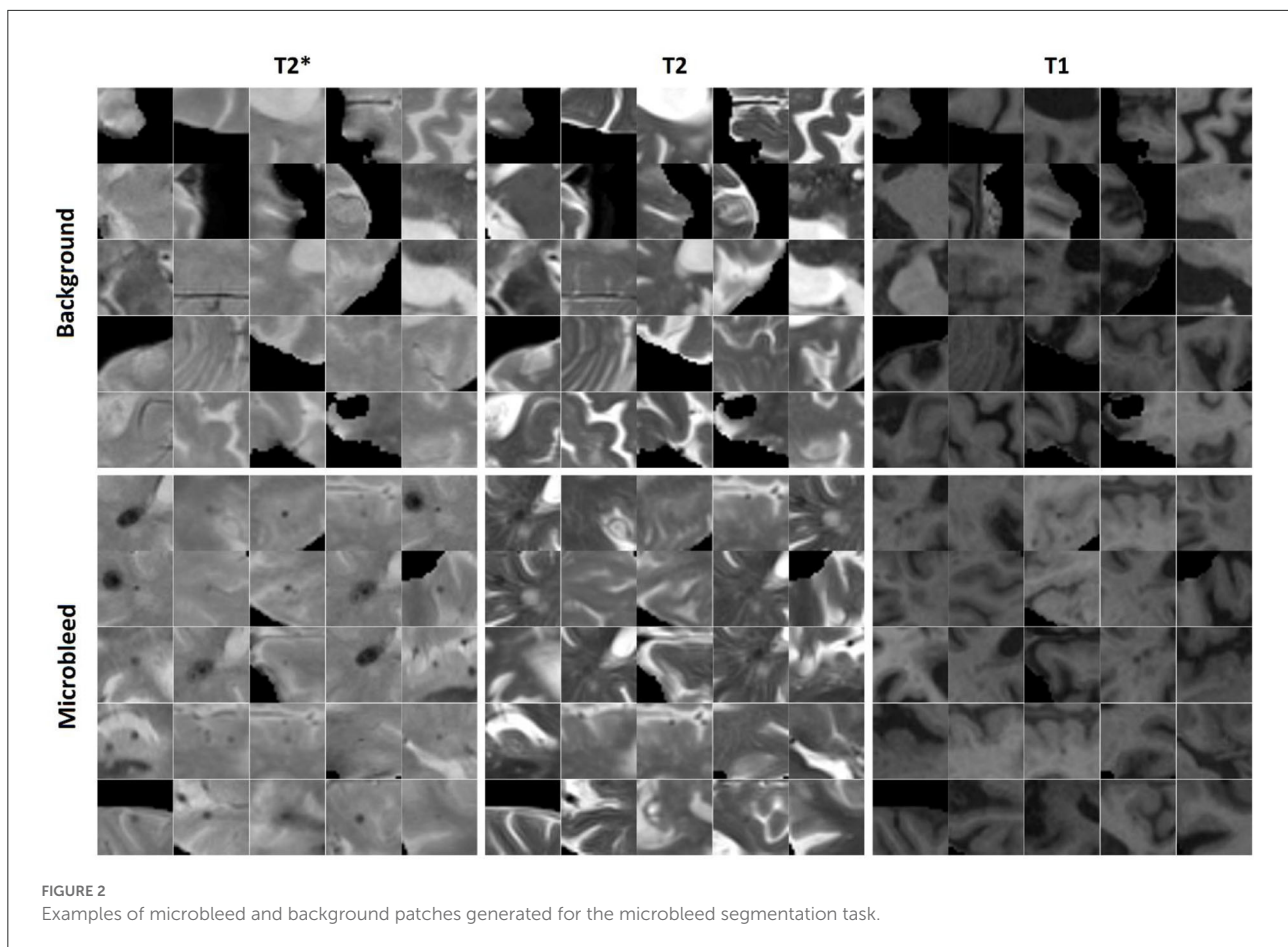 T2* T2 T1
Background
Microbleed
FIGURE 2
Examples of microbleed and background patches generated for the microbleed segmentation task.